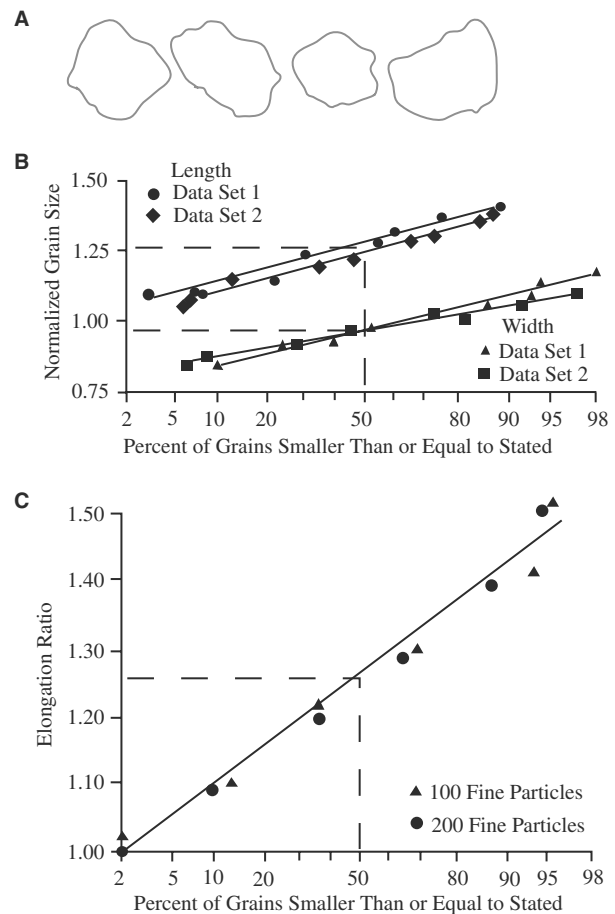 A
B
Length
Data Set 1
Data Set 2
Normalized Grain Size
1.50
1.25
1.00
0.75
Width
Data Set 1
Data Set 2
2 5 10 20 50 80 90 95 98
Percent of Grains Smaller Than or Equal to Stated
C
Elongation Ratio
1.50
1.40
1.30
1.20
1.10
1.00
100 Fine Particles
200 Fine Particles
2 5 10 20 50 80 90 95 98
Percent of Grains Smaller Than or Equal to Stated